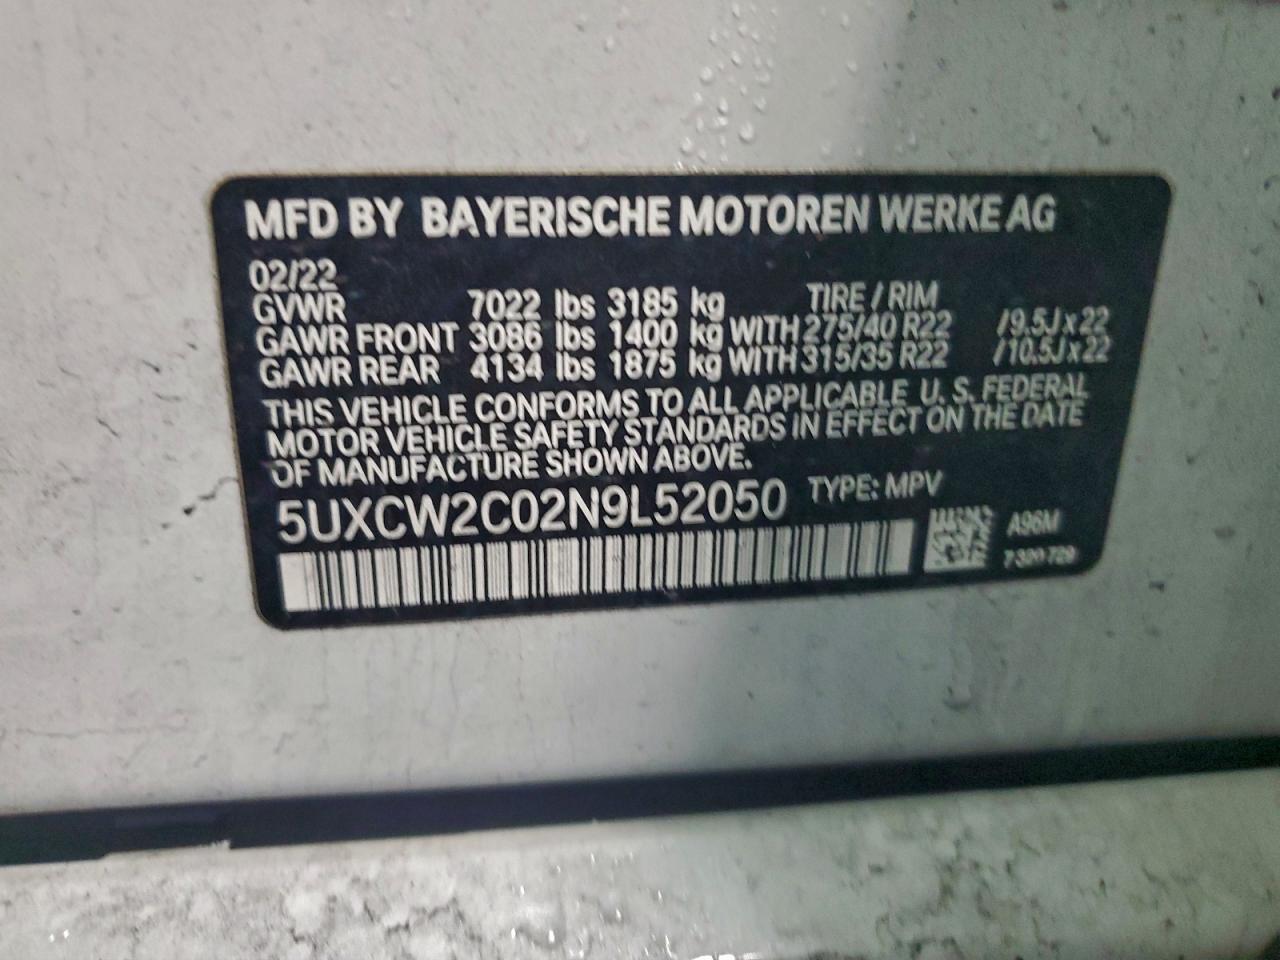 MFD BY BAYERISCHE MOTOREN WERKE AG
02/22
GVWR 7022 lbs 3185 kg TIRE / RIM
GAWR FRONT 3086 lbs 1400 kg WITH 275/40 R22 /9.5J x 22
GAWR REAR 4134 lbs 1875 kg WITH 315/35 R22 /10.5J x 22
THIS VEHICLE CONFORMS TO ALL APPLICABLE U. S. FEDERAL
MOTOR VEHICLE SAFETY STANDARDS IN EFFECT ON THE DATE
OF MANUFACTURE SHOWN ABOVE.
5UXCW2C02N9L52050 TYPE: MPV
A96M
7 320 729